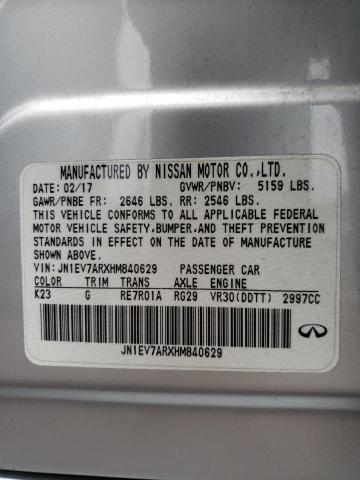 MANUFACTURED BY NISSAN MOTOR CO.,LTD.
DATE: 02/17 GVWR/PNBV: 5159 LBS.
GAWR/PNBE FR: 2646 LBS. RR: 2546 LBS.
THIS VEHICLE CONFORMS TO ALL APPLICABLE FEDERAL
MOTOR VEHICLE SAFETY,BUMPER,AND THEFT PREVENTION
STANDARDS IN EFFECT ON THE DATE OF MANUFACTURE
SHOWN ABOVE.
VIN: JN1EV7ARXHM840629 PASSENGER CAR
COLOR TRIM TRANS AXLE ENGINE
K23 G RE7R01A RG29 VR30(DDTT) 2997CC
JN1EV7ARXHM840629